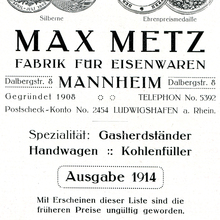 Silberne Ehrenpreismedaille
MAX METZ
FABRIK FÜR EISENWAREN
Dalbergstr. 8 MANNHEIM Dalbergstr. 8
Gegründet 1908 TELEPHON No. 5392
Postscheck-Konto No. 2454 LUDWIGSHAFEN a. Rhein.
Spezialität: Gasherdständer
Handwagen :: Kohlenfüller
Ausgabe 1914
Mit Erscheinen dieser Liste sind die
früheren Preise ungültig geworden.